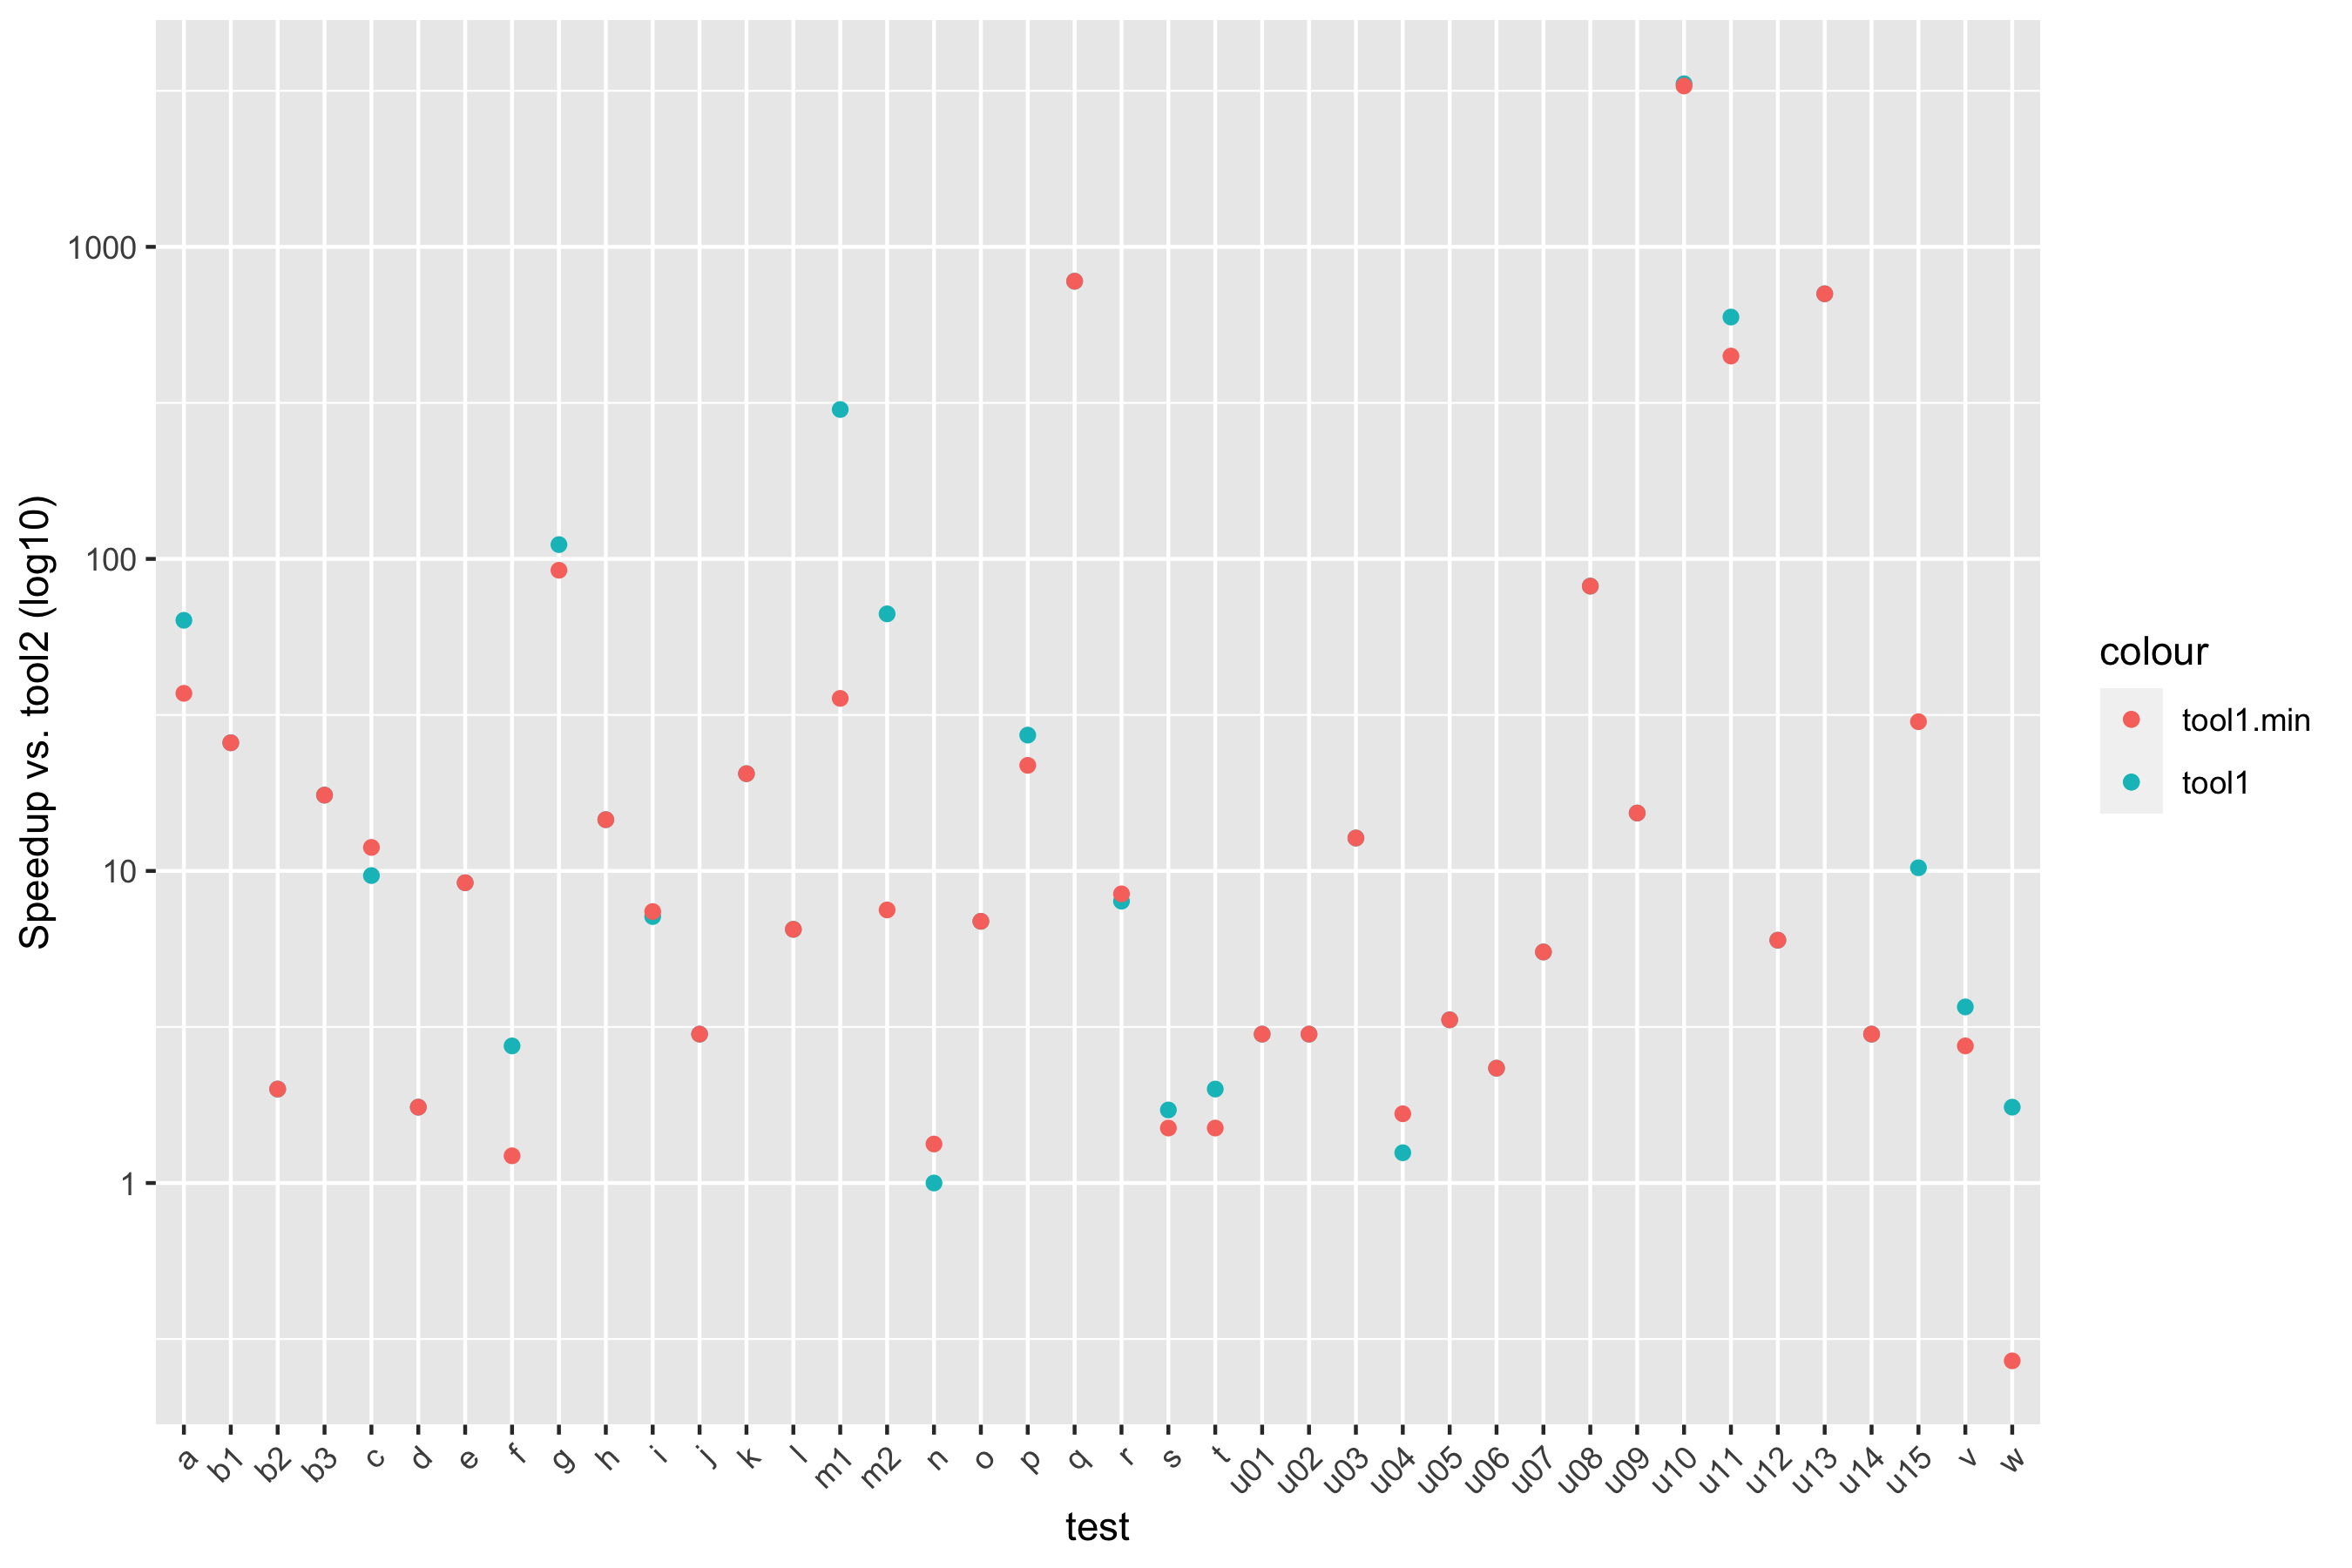 Speedup vs. tool2 (log10)
1000
100
10
1
a b1 b2 b3 c d e f g h i j k l m1 m2 n o p q r s t u01 u02 u03 u04 u05 u06 u07 u08 u09 u10 u11 u12 u13 u14 u15 v w
test
colour
tool1.min
tool1